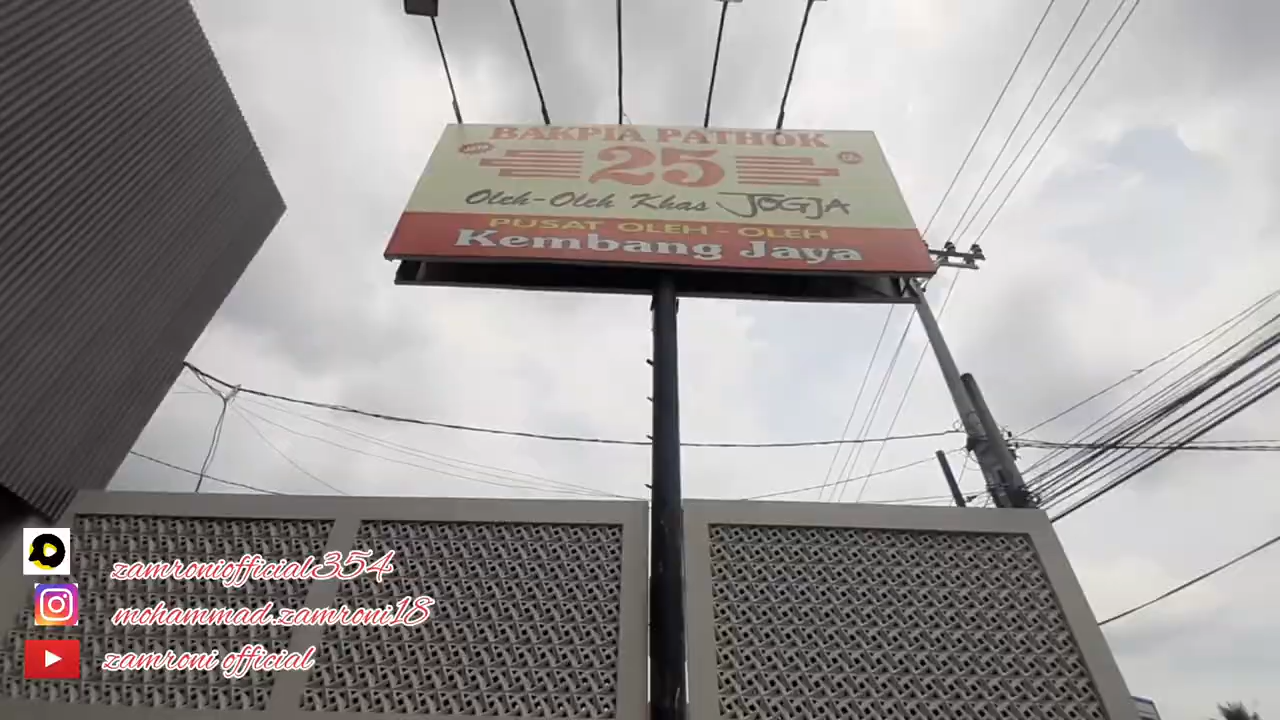 BAKPIA PATHOK
25
Oleh-Oleh Khas JOGJA
PUSAT OLEH - OLEH
Kembang Jaya
zamroniofficial354
mohammad.zamroni18
zamroni official